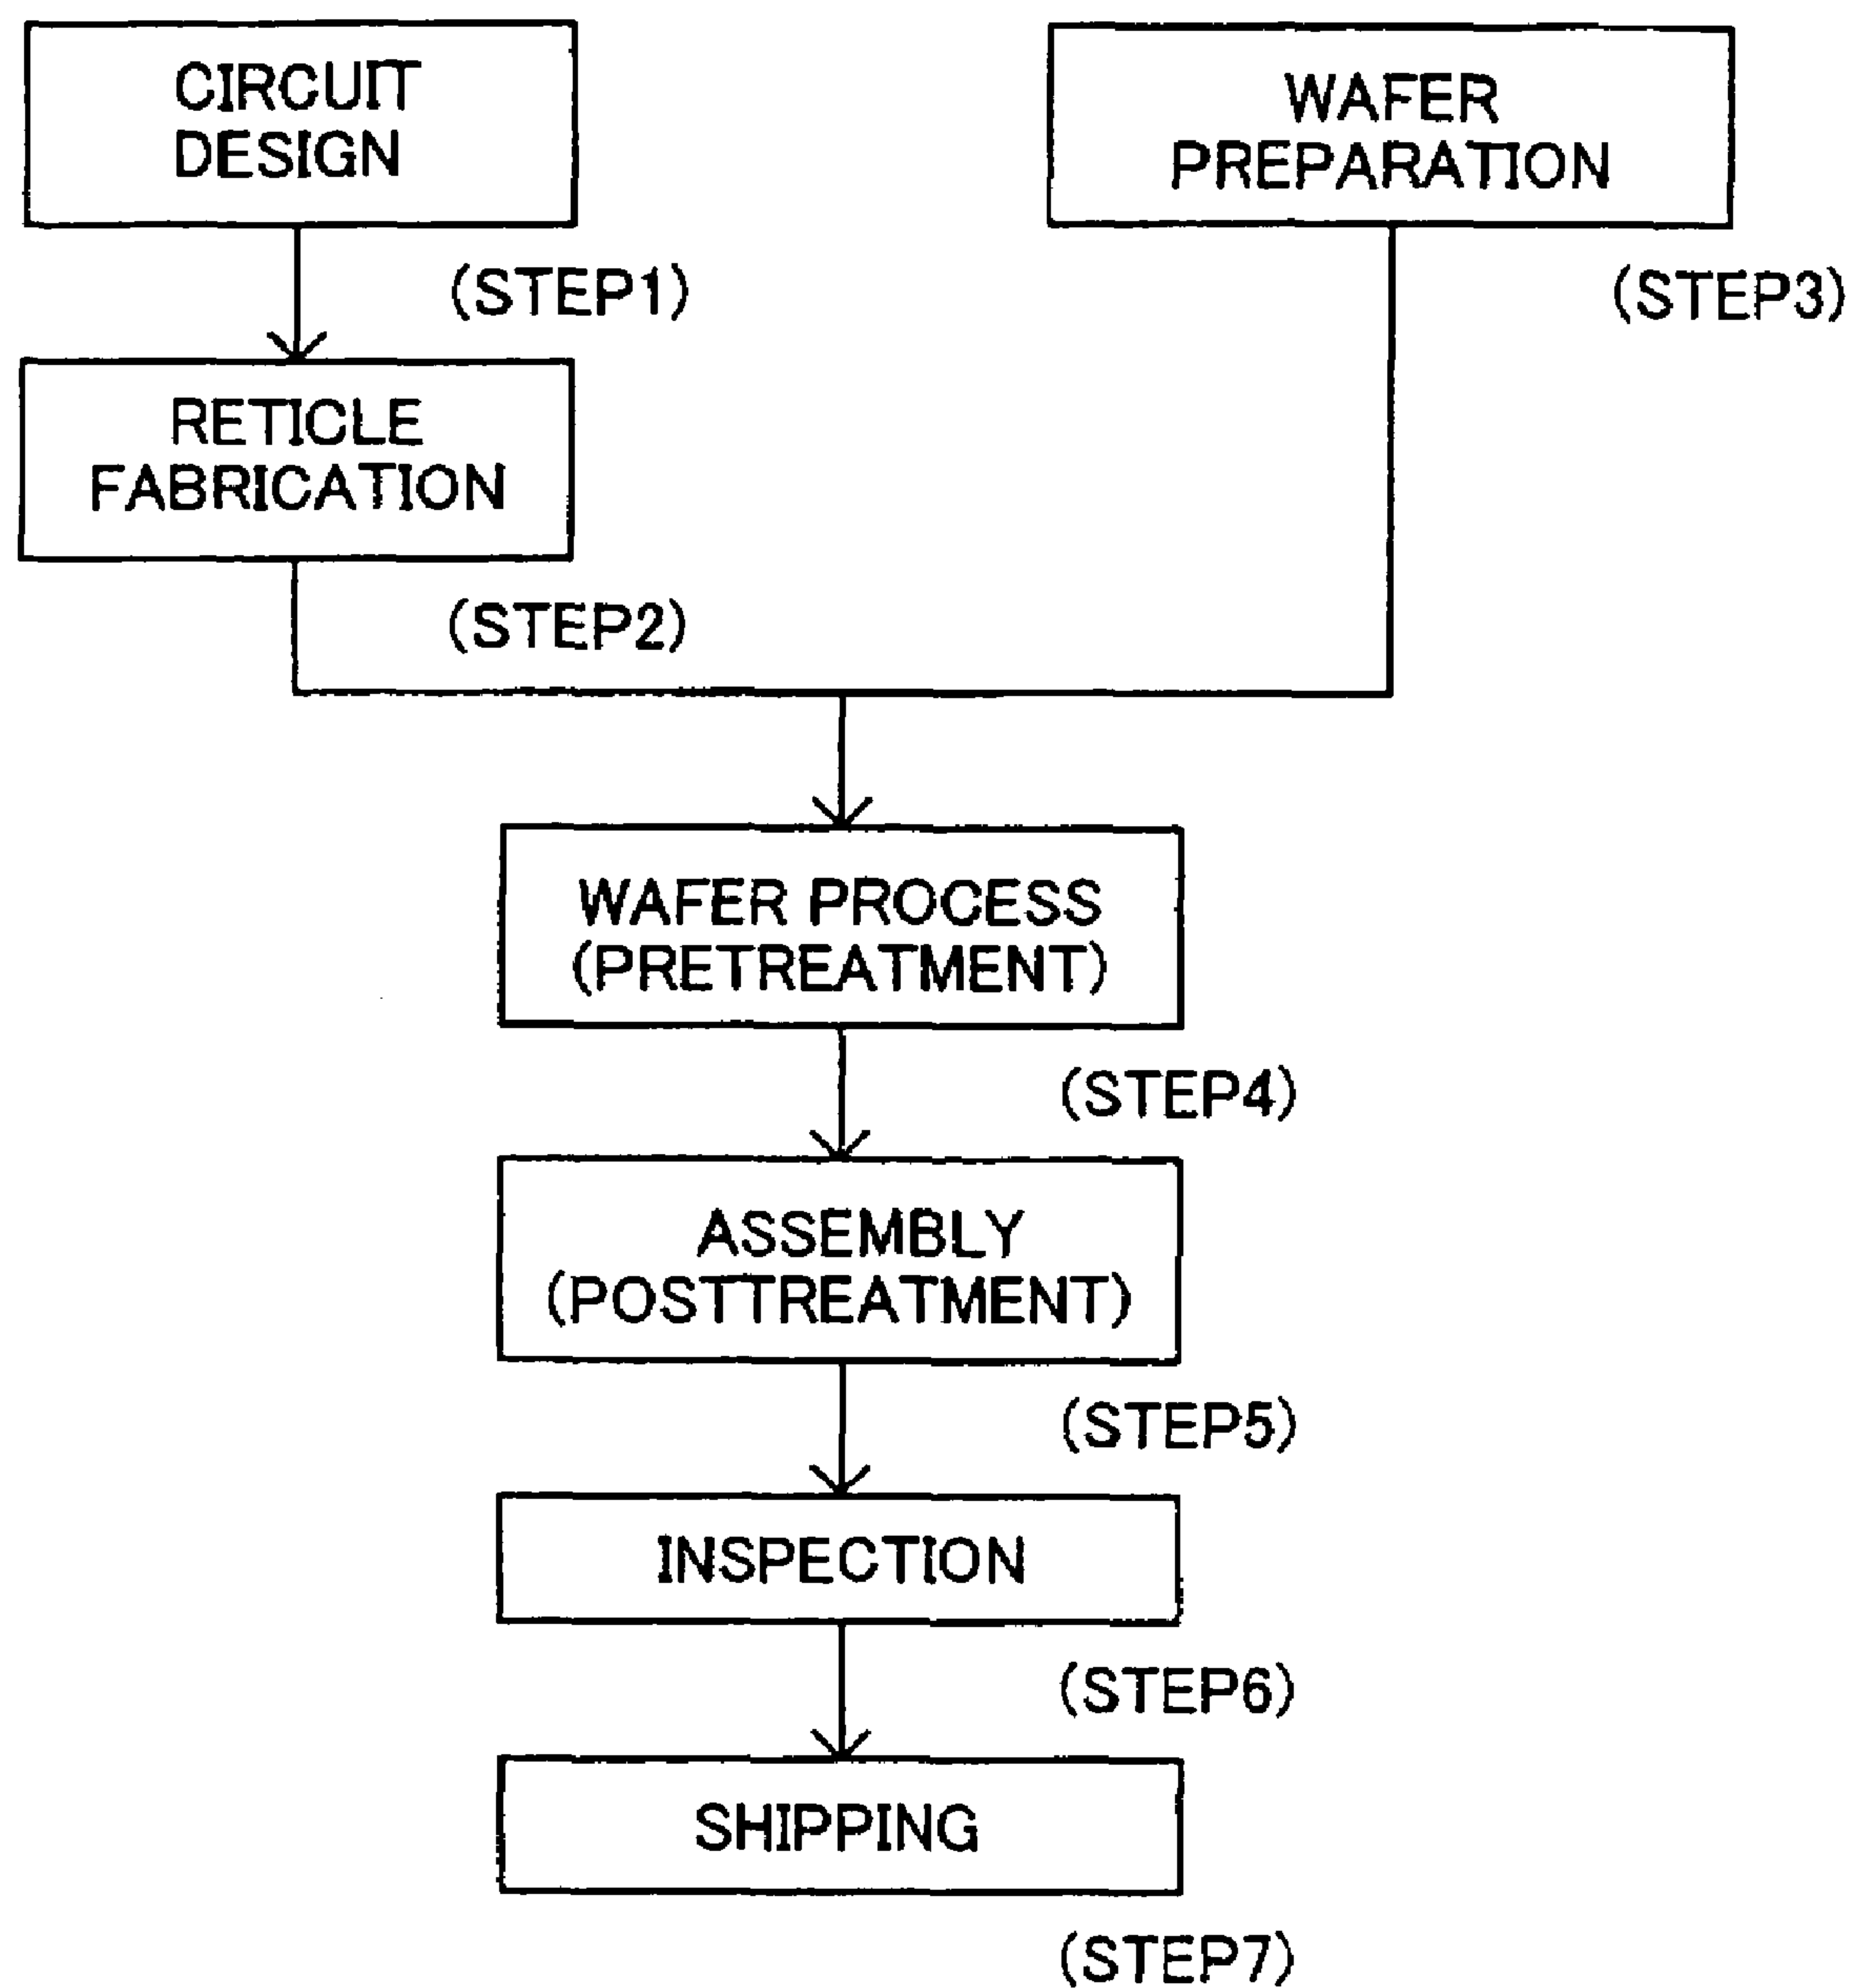 CIRCUIT
DESIGN
(STEP1)
RETICLE
FABRICATION
(STEP2)
WAFER
PREPARATION
(STEP3)
WAFER PROCESS
(PRETREATMENT)
(STEP4)
ASSEMBLY
(POSTTREATMENT)
(STEP5)
INSPECTION
(STEP6)
SHIPPING
(STEP7)